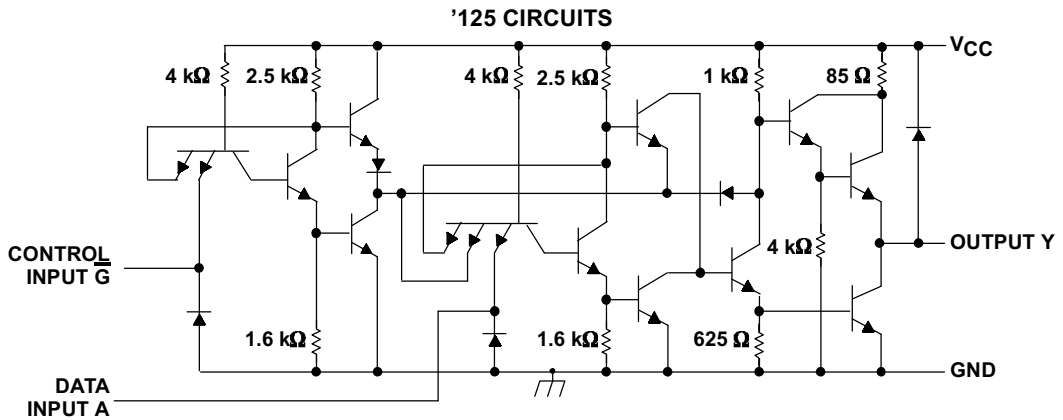 ’125 CIRCUITS
VCC
4 kΩ
2.5 kΩ
4 kΩ
2.5 kΩ
1 kΩ
85 Ω
CONTROL
INPUT G̅
4 kΩ
OUTPUT Y
1.6 kΩ
1.6 kΩ
625 Ω
GND
DATA
INPUT A